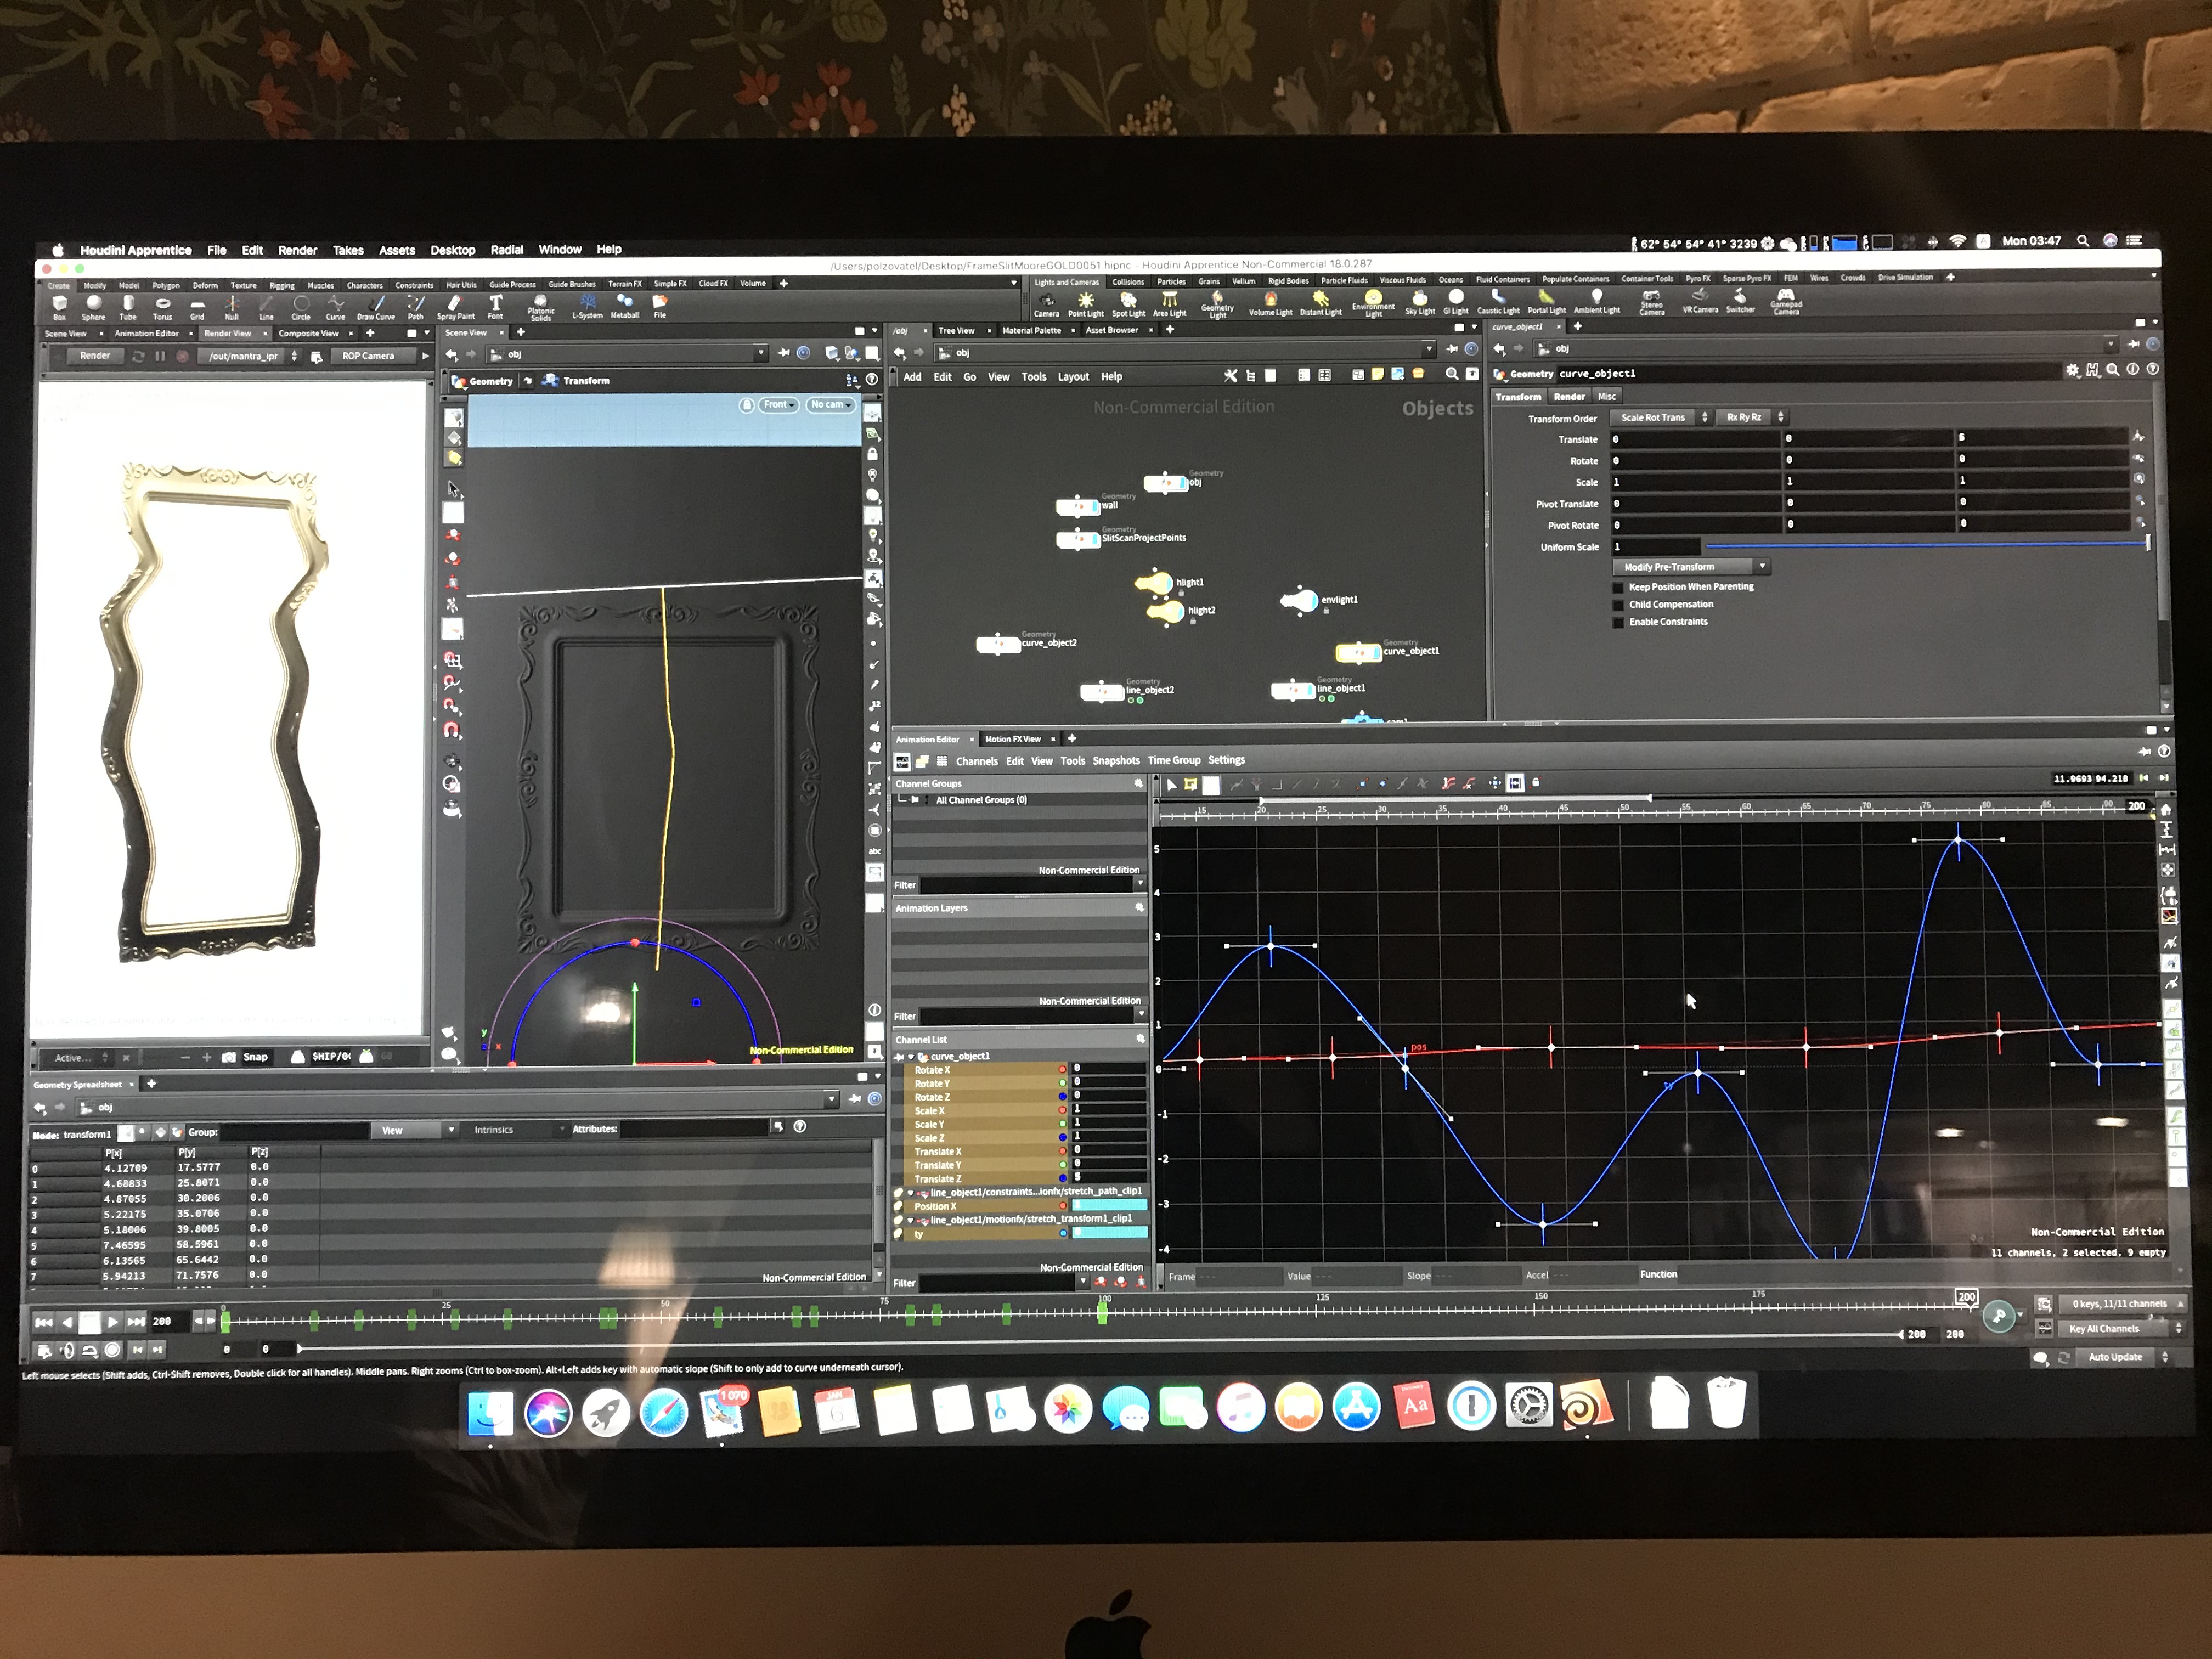 Houdini Apprentice File Edit Render Takes Assets Desktop Radial Window Help
62° 54° 54° 41° 3239 Mon 03:47
/Users/polzovatel/Desktop/FrameSlitMooreGOLD0051.hipnc - Houdini Apprentice Non-Commercial 18.0.287
Create Modify Model Polygon Deform Texture Rigging Muscles Characters Constraints Hair Utils Guide Process Guide Brushes Terrain FX Simple FX Cloud FX Volume
Lights and Cameras Collisions Particles Grains Vellum Rigid Bodies Particle Fluids Viscous Fluids Oceans Fluid Containers Populate Containers Container Tools Pyro FX Sparse Pyro FX FEM Wires Crowds Drive Simulation
Box Sphere Tube Torus Grid Null Line Circle Curve Draw Curve Path Spray Paint Font Platonic Solids L-System Metaball File
Camera Point Light Spot Light Area Light Geometry Light Volume Light Distant Light Environment Light Sky Light GI Light Caustic Light Portal Light Ambient Light Stereo Camera VR Camera Switcher Gamepad Camera
Scene View Animation Editor Render View Composite View
Render /out/mantra_ipr ROP Camera
Active... Snap $HIP/
Scene View
obj
Geometry Transform
Front No cam
abc
Non-Commercial Edition
/obj Tree View Material Palette Asset Browser
obj
Add Edit Go View Tools Layout Help
Non-Commercial Edition Objects
Geometry
obj
Geometry
wall
Geometry
SlitScanProjectPoints
hlight1
hlight2
envlight1
Geometry
curve_object2
Geometry
curve_object1
Geometry
line_object2
Geometry
line_object1
curve_object1
obj
Geometry curve_object1
Transform Render Misc
Transform Order Scale Rot Trans Rx Ry Rz
Translate 0 0 5
Rotate 0 0 0
Scale 1 1 1
Pivot Translate 0 0 0
Pivot Rotate 0 0 0
Uniform Scale 1
Modify Pre-Transform
Keep Position When Parenting
Child Compensation
Enable Constraints
Geometry Spreadsheet
obj
Node: transform1 Group: View Intrinsics Attributes:
P[x] P[y] P[z]
0 4.12709 17.5777 0.0
1 4.68833 25.8071 0.0
2 4.87055 30.2006 0.0
3 5.22175 35.0706 0.0
4 5.18006 39.8005 0.0
5 7.46595 58.5961 0.0
6 6.13565 65.6442 0.0
7 5.94213 71.7576 0.0
Non-Commercial Edition
Animation Editor Motion FX View
Channels Edit View Tools Snapshots Time Group Settings
Channel Groups
All Channel Groups (0)
Non-Commercial Edition
Filter
Animation Layers
Non-Commercial Edition
Filter
Channel List
curve_object1
Rotate X 0
Rotate Y 0
Rotate Z 0
Scale X 1
Scale Y 1
Scale Z 1
Translate X 0
Translate Y 0
Translate Z 5
line_object1/constraints...ionfx/stretch_path_clip1
Position X
line_object1/motionfx/stretch_transform1_clip1
ty
Non-Commercial Edition
Filter
11.9693 94.218
15 20 25 30 35 40 45 50 55 60 65 70 75 80 85 90 200
5
4
3
2
1
0
-1
-2
-3
-4
pos
ty
Non-Commercial Edition
11 channels, 2 selected, 9 empty
Frame Value Slope Accel Function
0 25 50 75 100 125 150 175 200
200
0 keys, 11/11 channels
Key All Channels
0 0 200 200
Auto Update
Left mouse selects (Shift adds, Ctrl-Shift removes, Double click for all handles). Middle pans. Right zooms (Ctrl to box-zoom). Alt+Left adds key with automatic slope (Shift to only add to curve underneath cursor).
1 070
JAN
6
Aa